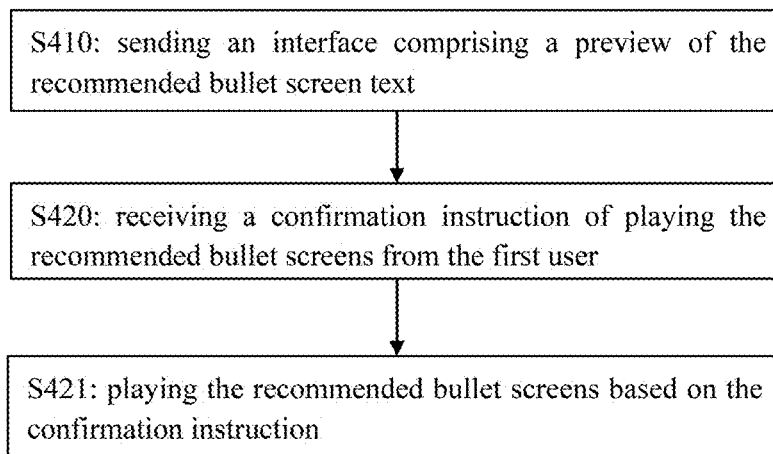 S410: sending an interface comprising a preview of the
recommended bullet screen text
S420: receiving a confirmation instruction of playing the
recommended bullet screens from the first user
S421: playing the recommended bullet screens based on the
confirmation instruction